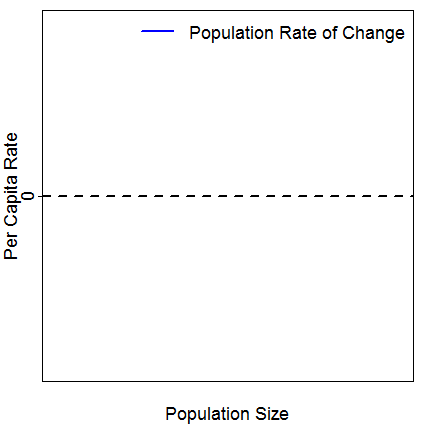 Population Rate of Change
Per Capita Rate
0
Population Size